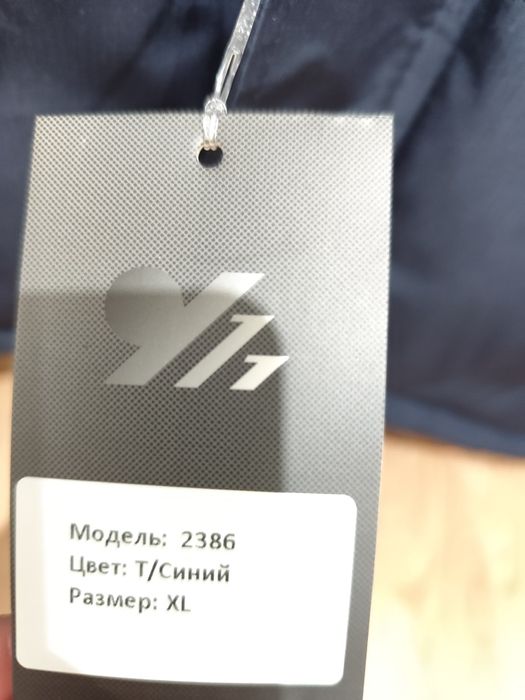 Модель: 2386
Цвет: Т/Синий
Размер: XL